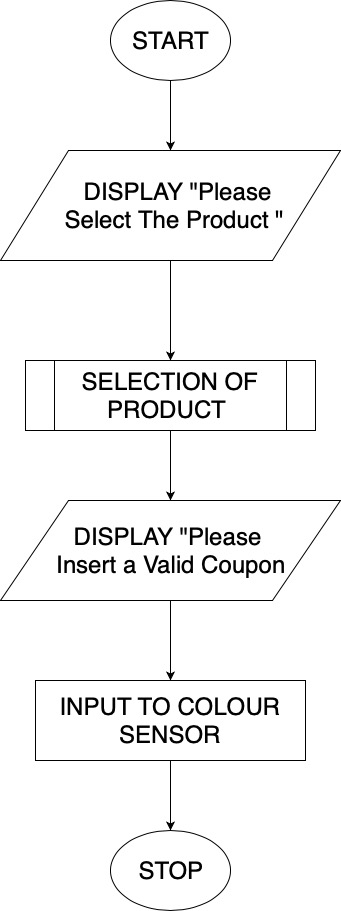 START
DISPLAY "Please
Select The Product "
SELECTION OF
PRODUCT
DISPLAY "Please
Insert a Valid Coupon
INPUT TO COLOUR
SENSOR
STOP